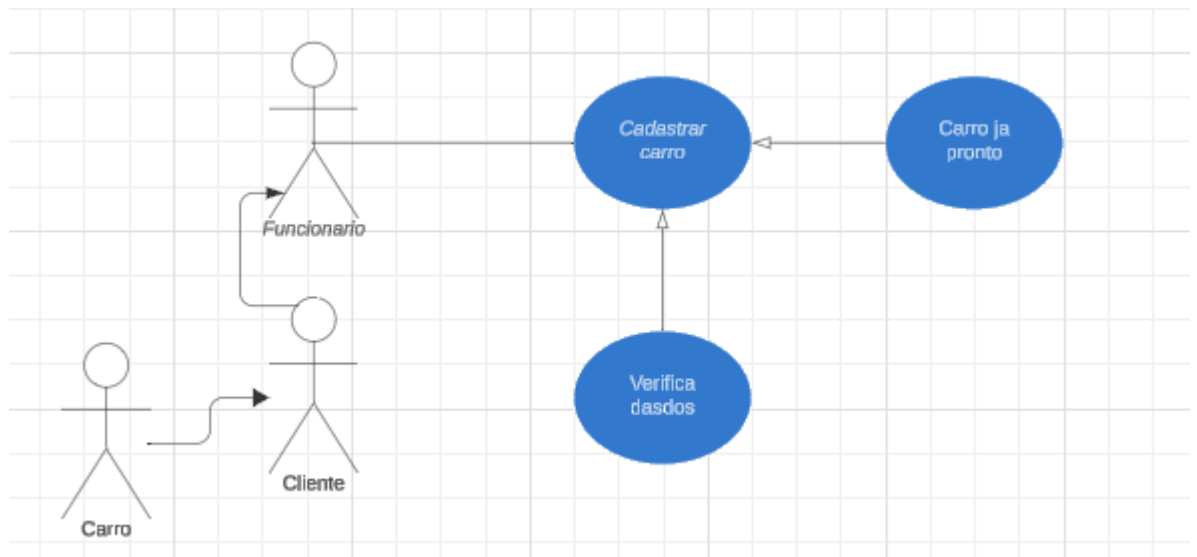 Cadastrar
carro
Carro ja
pronto
Funcionario
Verifica
dasdos
Cliente
Carro